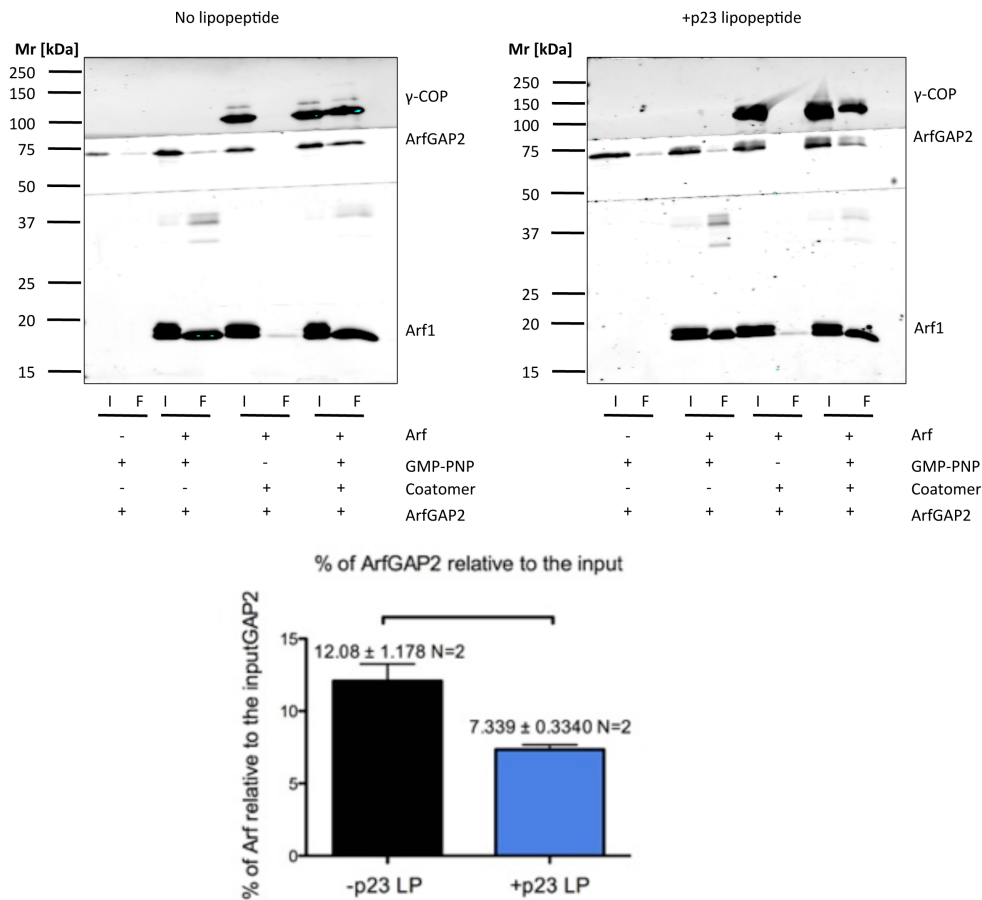 No lipopeptide
+p23 lipopeptide
Mr [kDa]
250
150
100
75
50
37
25
20
15
γ-COP
ArfGAP2
Arf1
I F I F I F I F
- + + + Arf
+ + - + GMP-PNP
- - + + Coatomer
+ + + + ArfGAP2
Mr [kDa]
250
150
100
75
50
37
25
20
15
γ-COP
ArfGAP2
Arf1
I F I F I F I F
- + + + Arf
+ + - + GMP-PNP
- - + + Coatomer
+ + + + ArfGAP2
% of ArfGAP2 relative to the input
% of Arf relative to the inputGAP2
15
10
5
0
12.08 ± 1.178 N=2
7.339 ± 0.3340 N=2
-p23 LP
+p23 LP